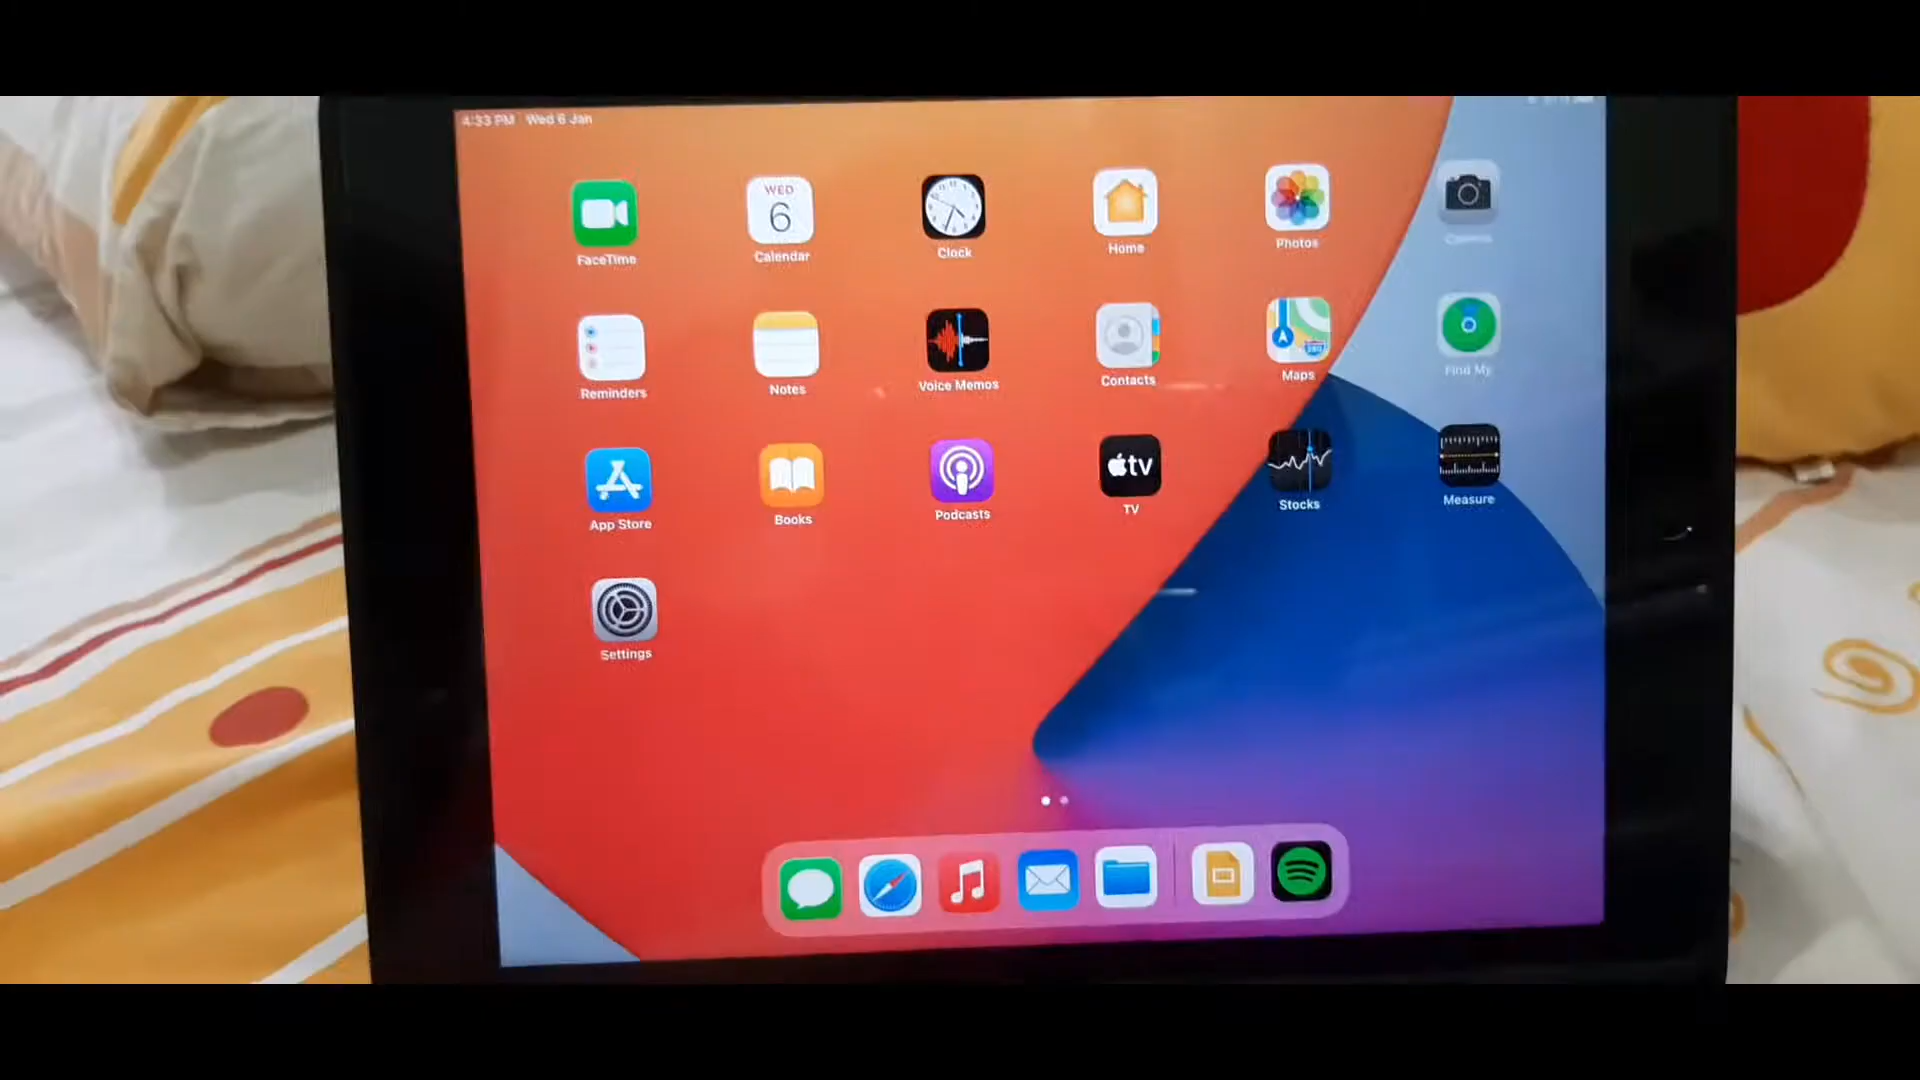 4:33 PM Wed 6 Jan
WED
6
FaceTime
Calendar
Clock
Home
Photos
Camera
Reminders
Notes
Voice Memos
Contacts
Maps
Find My
tv
App Store
Books
Podcasts
TV
Stocks
Measure
Settings